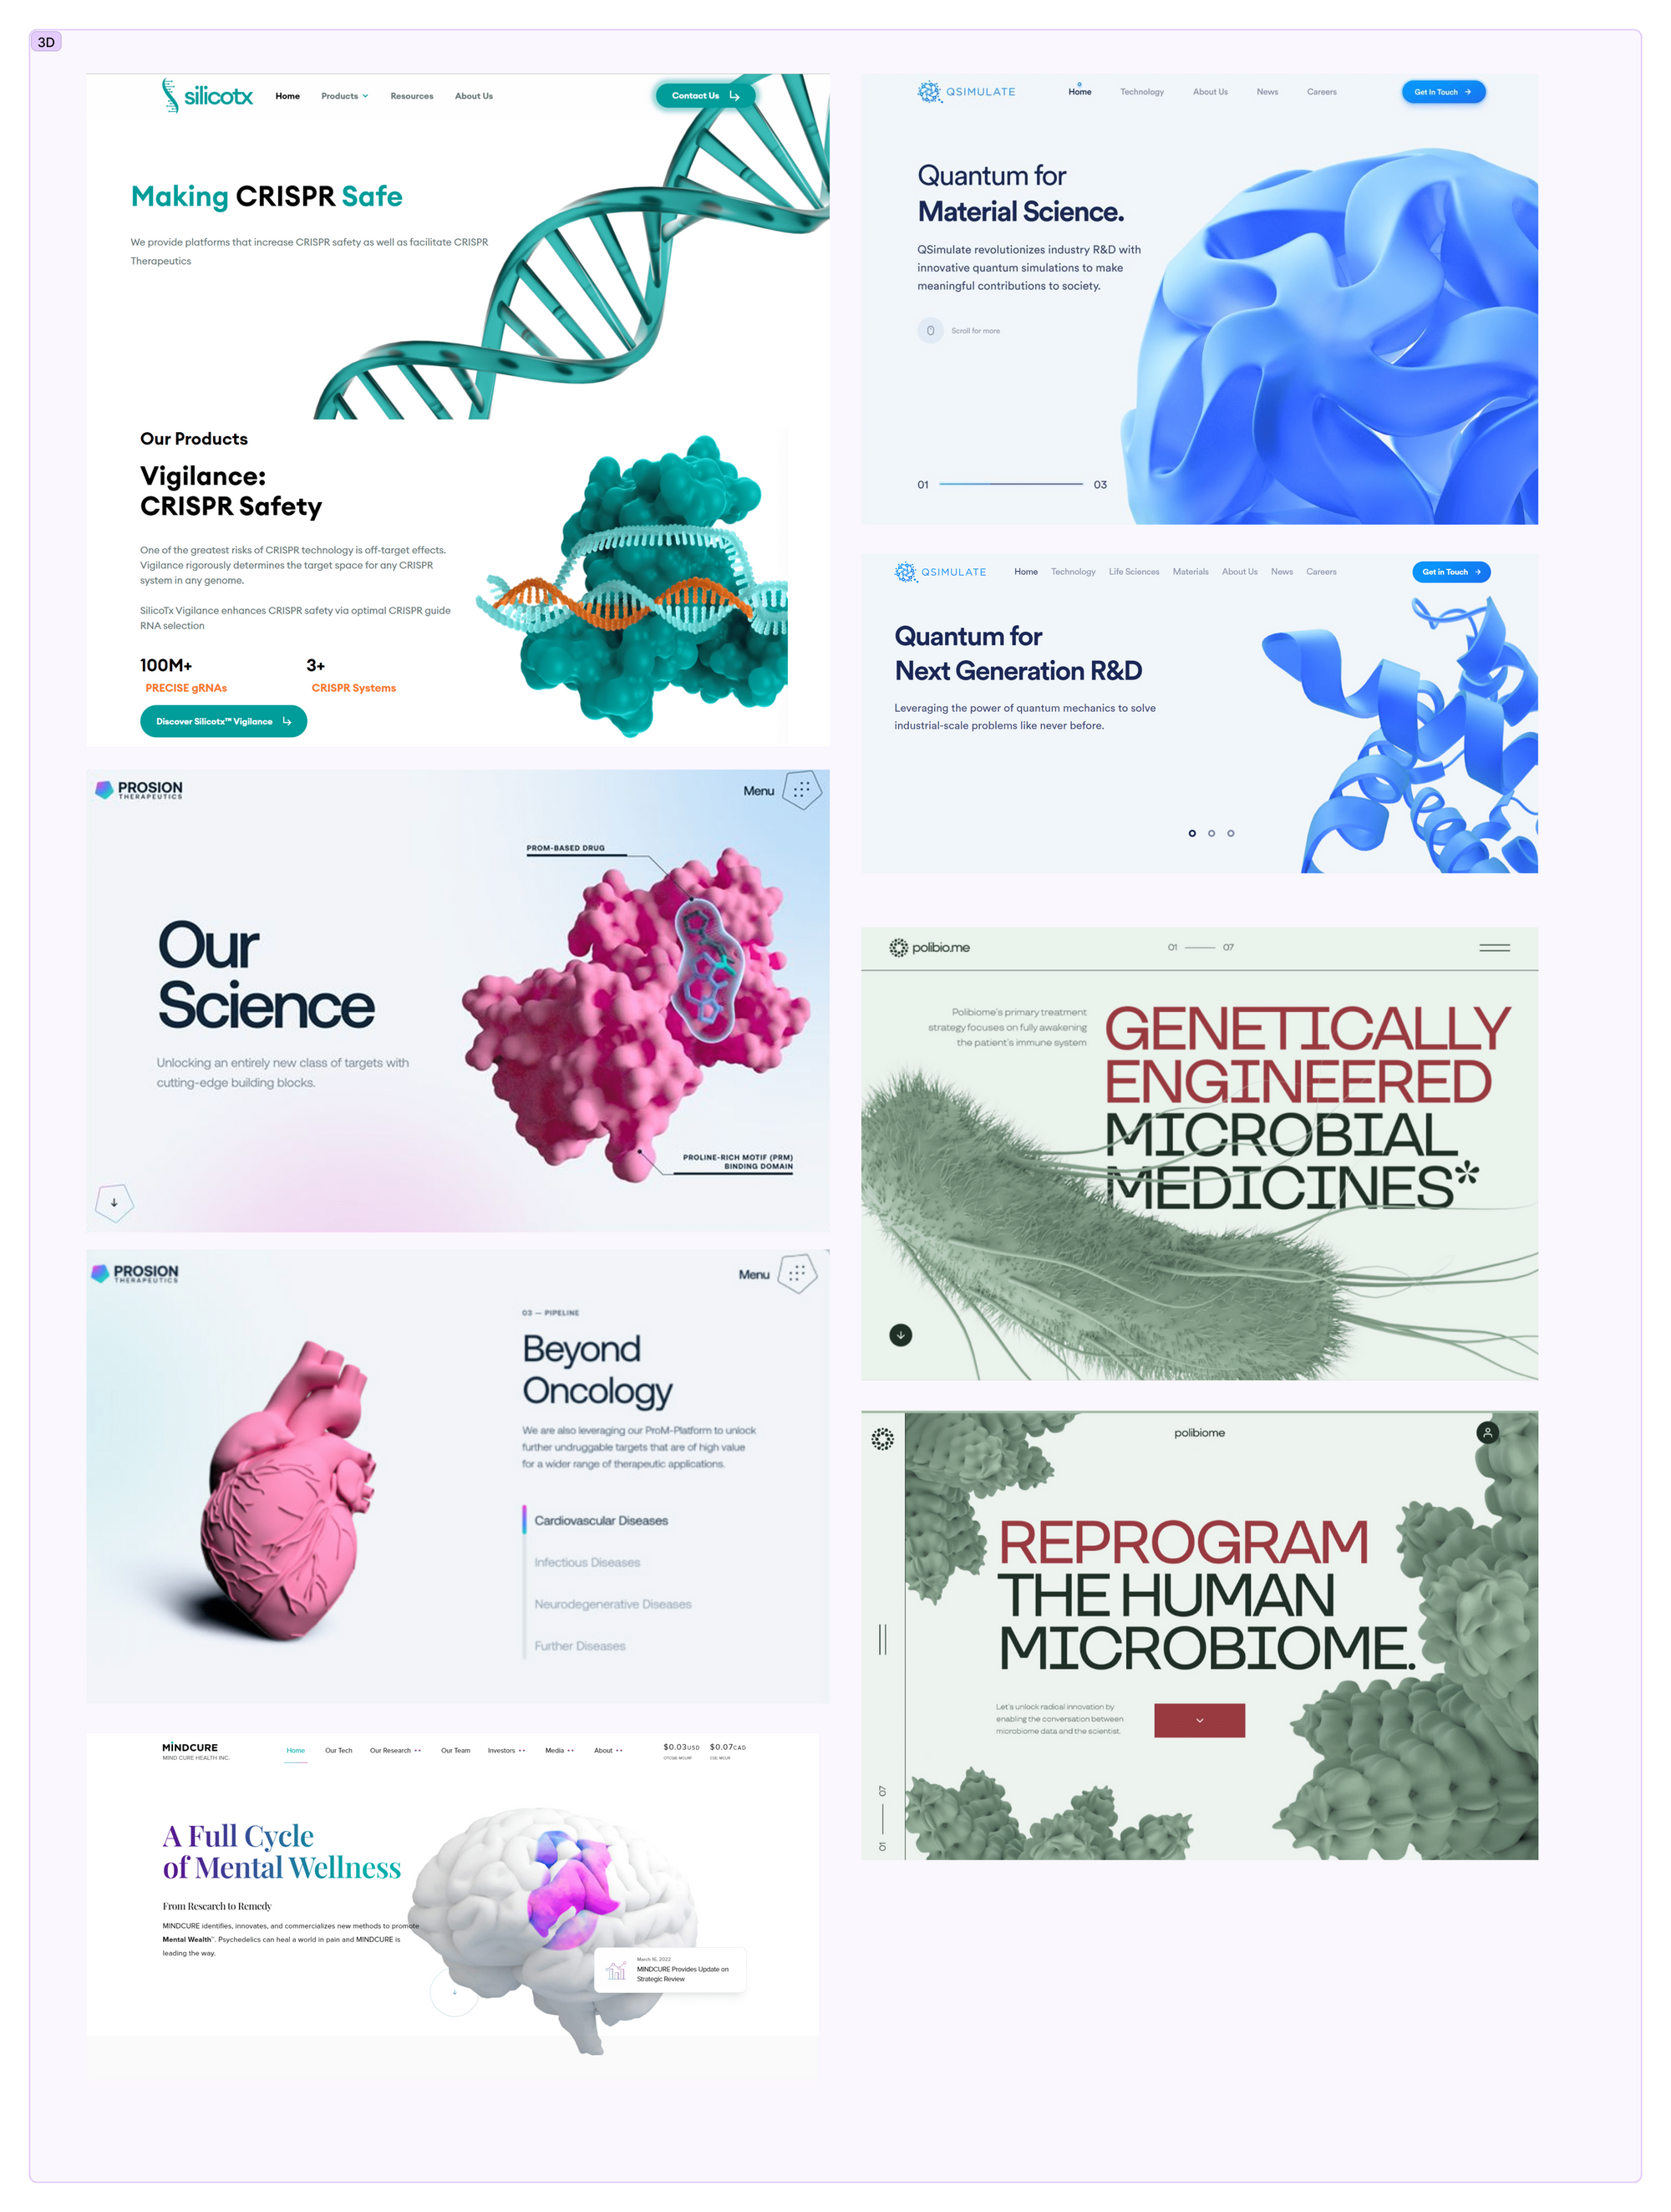 3D
silicotx
Home Products Resources About Us Contact Us
Making CRISPR Safe
We provide platforms that increase CRISPR safety as well as facilitate CRISPR
Therapeutics
Our Products
Vigilance:
CRISPR Safety
One of the greatest risks of CRISPR technology is off-target effects.
Vigilance rigorously determines the target space for any CRISPR
system in any genome.
SilicoTx Vigilance enhances CRISPR safety via optimal CRISPR guide
RNA selection
100M+ 3+
PRECISE gRNAs CRISPR Systems
Discover Silicotx™ Vigilance
PROSION
THERAPEUTICS
Menu
PROM-BASED DRUG
Our
Science
Unlocking an entirely new class of targets with
cutting-edge building blocks.
PROLINE-RICH MOTIF (PRM)
BINDING DOMAIN
PROSION
THERAPEUTICS
Menu
03 — PIPELINE
Beyond
Oncology
We are also leveraging our ProM-Platform to unlock
further undruggable targets that are of high value
for a wider range of therapeutic applications.
Cardiovascular Diseases
Infectious Diseases
Neurodegenerative Diseases
Further Diseases
MINDCURE
MIND CURE HEALTH INC.
Home Our Tech Our Research Our Team Investors Media About
$0.03USD $0.07CAD
OTCQB: MCURF CSE: MCUR
A Full Cycle
of Mental Wellness
From Research to Remedy
MINDCURE identifies, innovates, and commercializes new methods to promote
Mental Wealth™. Psychedelics can heal a world in pain and MINDCURE is
leading the way.
March 16, 2022
MINDCURE Provides Update on
Strategic Review
QSIMULATE
Home Technology About Us News Careers Get In Touch
Quantum for
Material Science.
QSimulate revolutionizes industry R&D with
innovative quantum simulations to make
meaningful contributions to society.
Scroll for more
01 03
QSIMULATE
Home Technology Life Sciences Materials About Us News Careers Get in Touch
Quantum for
Next Generation R&D
Leveraging the power of quantum mechanics to solve
industrial-scale problems like never before.
polibio.me
01 07
Polibiome's primary treatment
strategy focuses on fully awakening
the patient's immune system
GENETICALLY
ENGINEERED
MICROBIAL
MEDICINES*
polibiome
REPROGRAM
THE HUMAN
MICROBIOME.
Let's unlock radical innovation by
enabling the conversation between
microbiome data and the scientist.
01 07